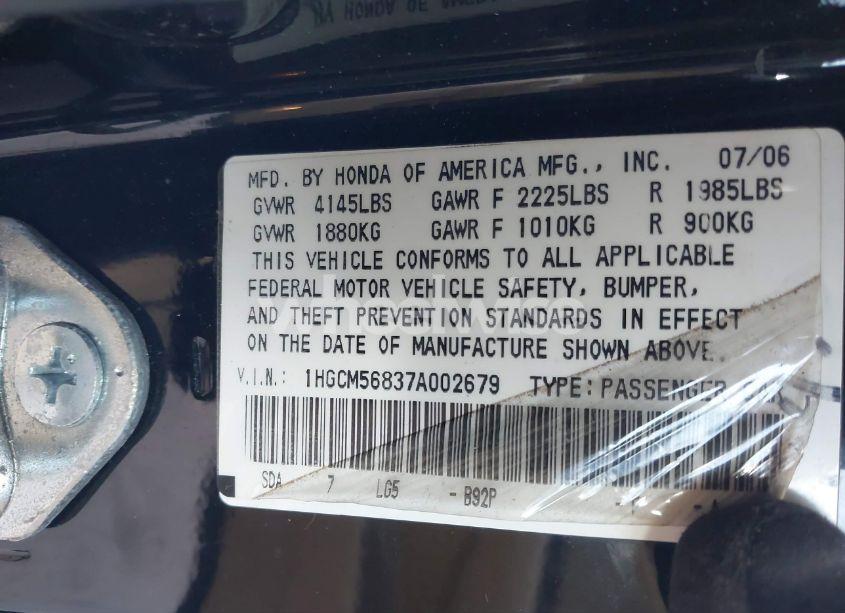 MFD. BY HONDA OF AMERICA MFG., INC. 07/06
GVWR 4145LBS GAWR F 2225LBS R 1985LBS
GVWR 1880KG GAWR F 1010KG R 900KG
THIS VEHICLE CONFORMS TO ALL APPLICABLE
FEDERAL MOTOR VEHICLE SAFETY, BUMPER,
AND THEFT PREVENTION STANDARDS IN EFFECT
ON THE DATE OF MANUFACTURE SHOWN ABOVE.
V.I.N.: 1HGCM56837A002679 TYPE: PASSENGER
SDA 7 LG5 - B92P